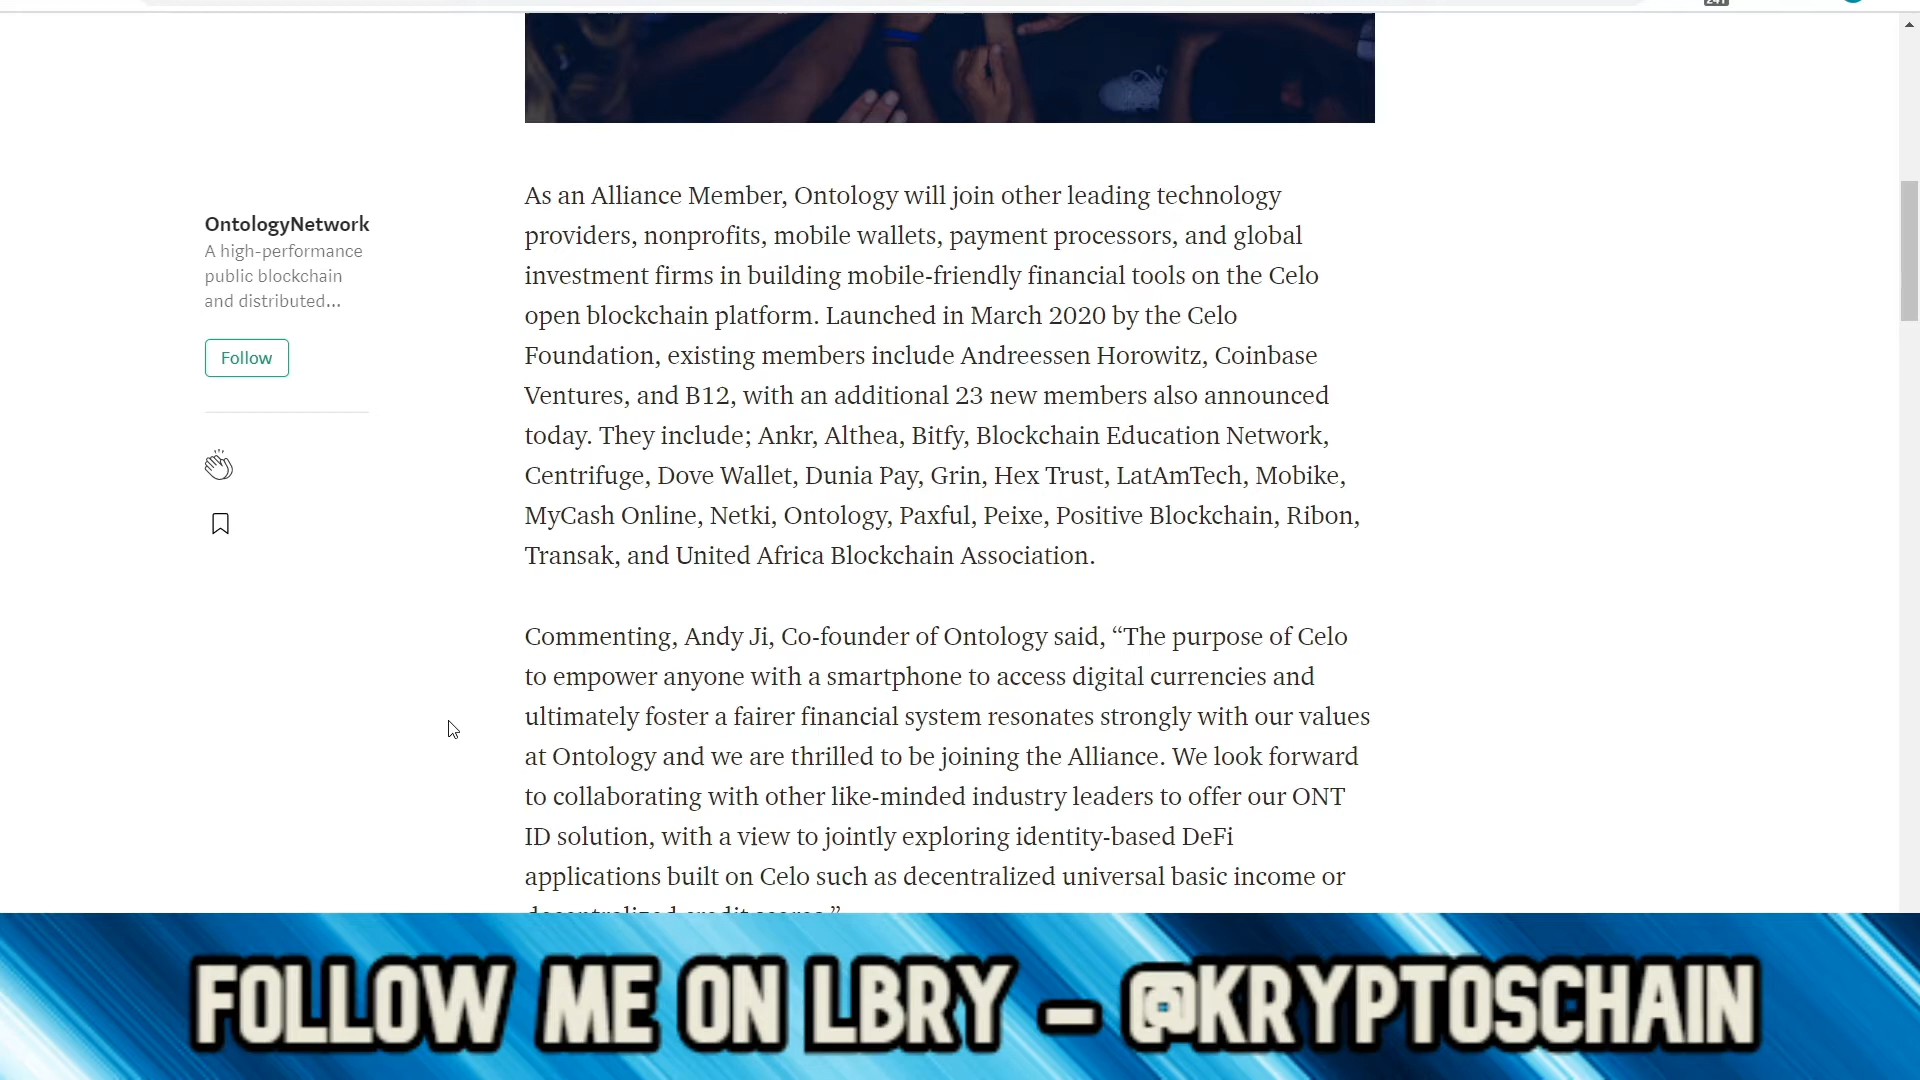 As an Alliance Member, Ontology will join other leading technology
providers, nonprofits, mobile wallets, payment processors, and global
investment firms in building mobile-friendly financial tools on the Celo
open blockchain platform. Launched in March 2020 by the Celo
Foundation, existing members include Andreessen Horowitz, Coinbase
Ventures, and B12, with an additional 23 new members also announced
today. They include; Ankr, Althea, Bitfy, Blockchain Education Network,
Centrifuge, Dove Wallet, Dunia Pay, Grin, Hex Trust, LatAmTech, Mobike,
MyCash Online, Netki, Ontology, Paxful, Peixe, Positive Blockchain, Ribon,
Transak, and United Africa Blockchain Association.
OntologyNetwork
A high-performance
public blockchain
and distributed...
Follow
Commenting, Andy Ji, Co-founder of Ontology said, “The purpose of Celo
to empower anyone with a smartphone to access digital currencies and
ultimately foster a fairer financial system resonates strongly with our values
at Ontology and we are thrilled to be joining the Alliance. We look forward
to collaborating with other like-minded industry leaders to offer our ONT
ID solution, with a view to jointly exploring identity-based DeFi
applications built on Celo such as decentralized universal basic income or
decentralized credit scores.”
FOLLOW ME ON LBRY – @KRYPTOSCHAIN